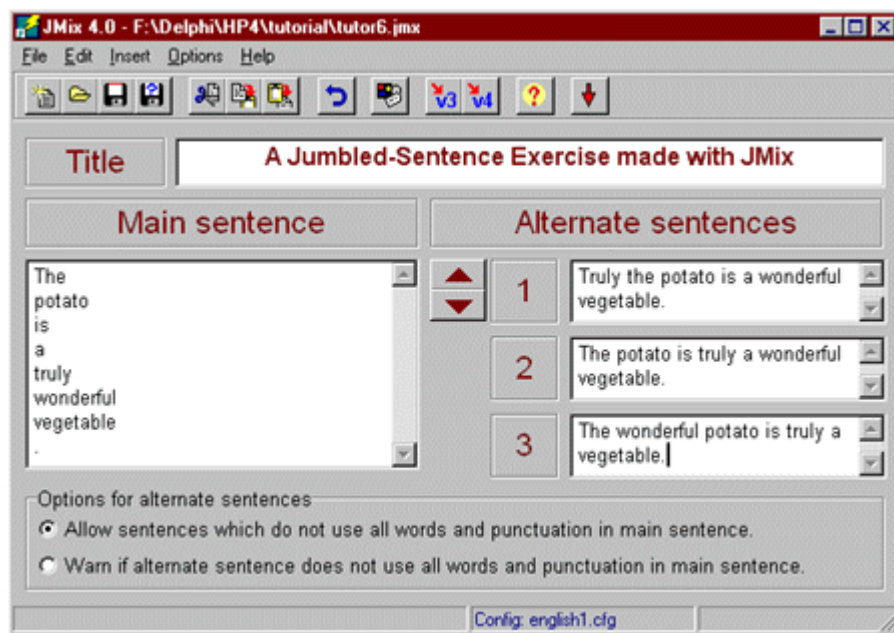 JMix 4.0 - F:\Delphi\HP4\tutorial\tutor6.jmx
File Edit Insert Options Help
v3 v4 ?
Title
A Jumbled-Sentence Exercise made with JMix
Main sentence
Alternate sentences
The
potato
is
a
truly
wonderful
vegetable
.
1
Truly the potato is a wonderful
vegetable.
2
The potato is truly a wonderful
vegetable.
3
The wonderful potato is truly a
vegetable.
Options for alternate sentences
Allow sentences which do not use all words and punctuation in main sentence.
Warn if alternate sentence does not use all words and punctuation in main sentence.
Config: english1.cfg